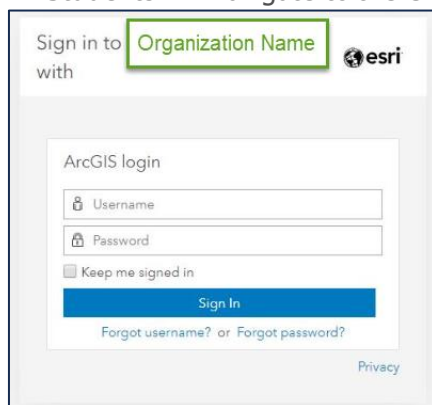 Sign in to Organization Name esri
with
ArcGIS login
Username
Password
Keep me signed in
Sign In
Forgot username? or Forgot password?
Privacy